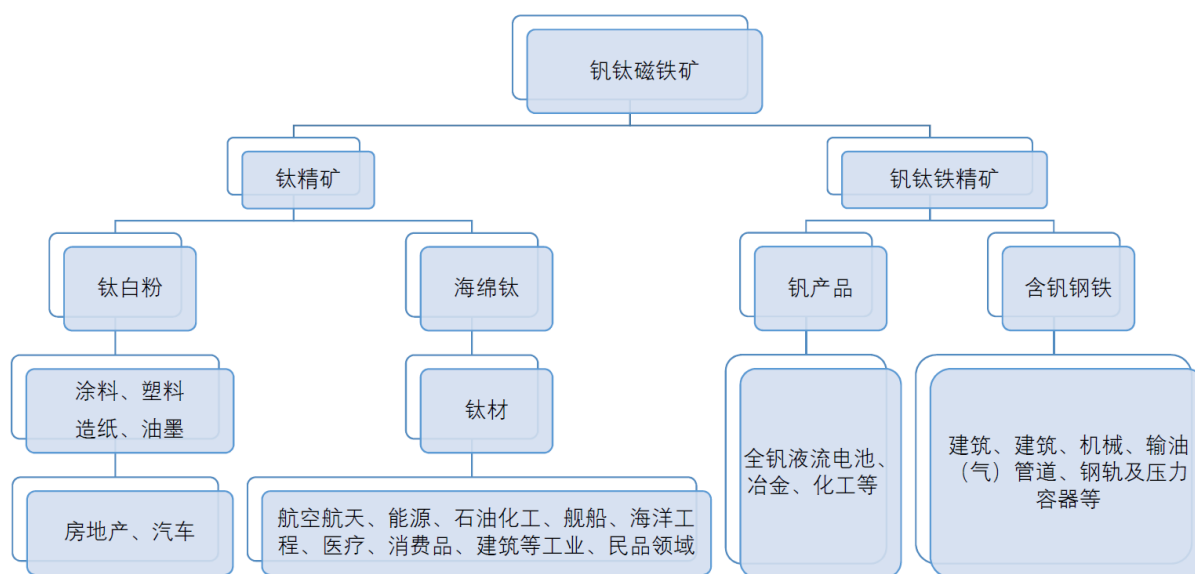 钒钛磁铁矿
钛精矿
钒钛铁精矿
钛白粉
海绵钛
钒产品
含钒钢铁
涂料、塑料
造纸、油墨
钛材
全钒液流电池、
冶金、化工等
建筑、建筑、机械、输油
（气）管道、钢轨及压力
容器等
房地产、汽车
航空航天、能源、石油化工、舰船、海洋工
程、医疗、消费品、建筑等工业、民品领域